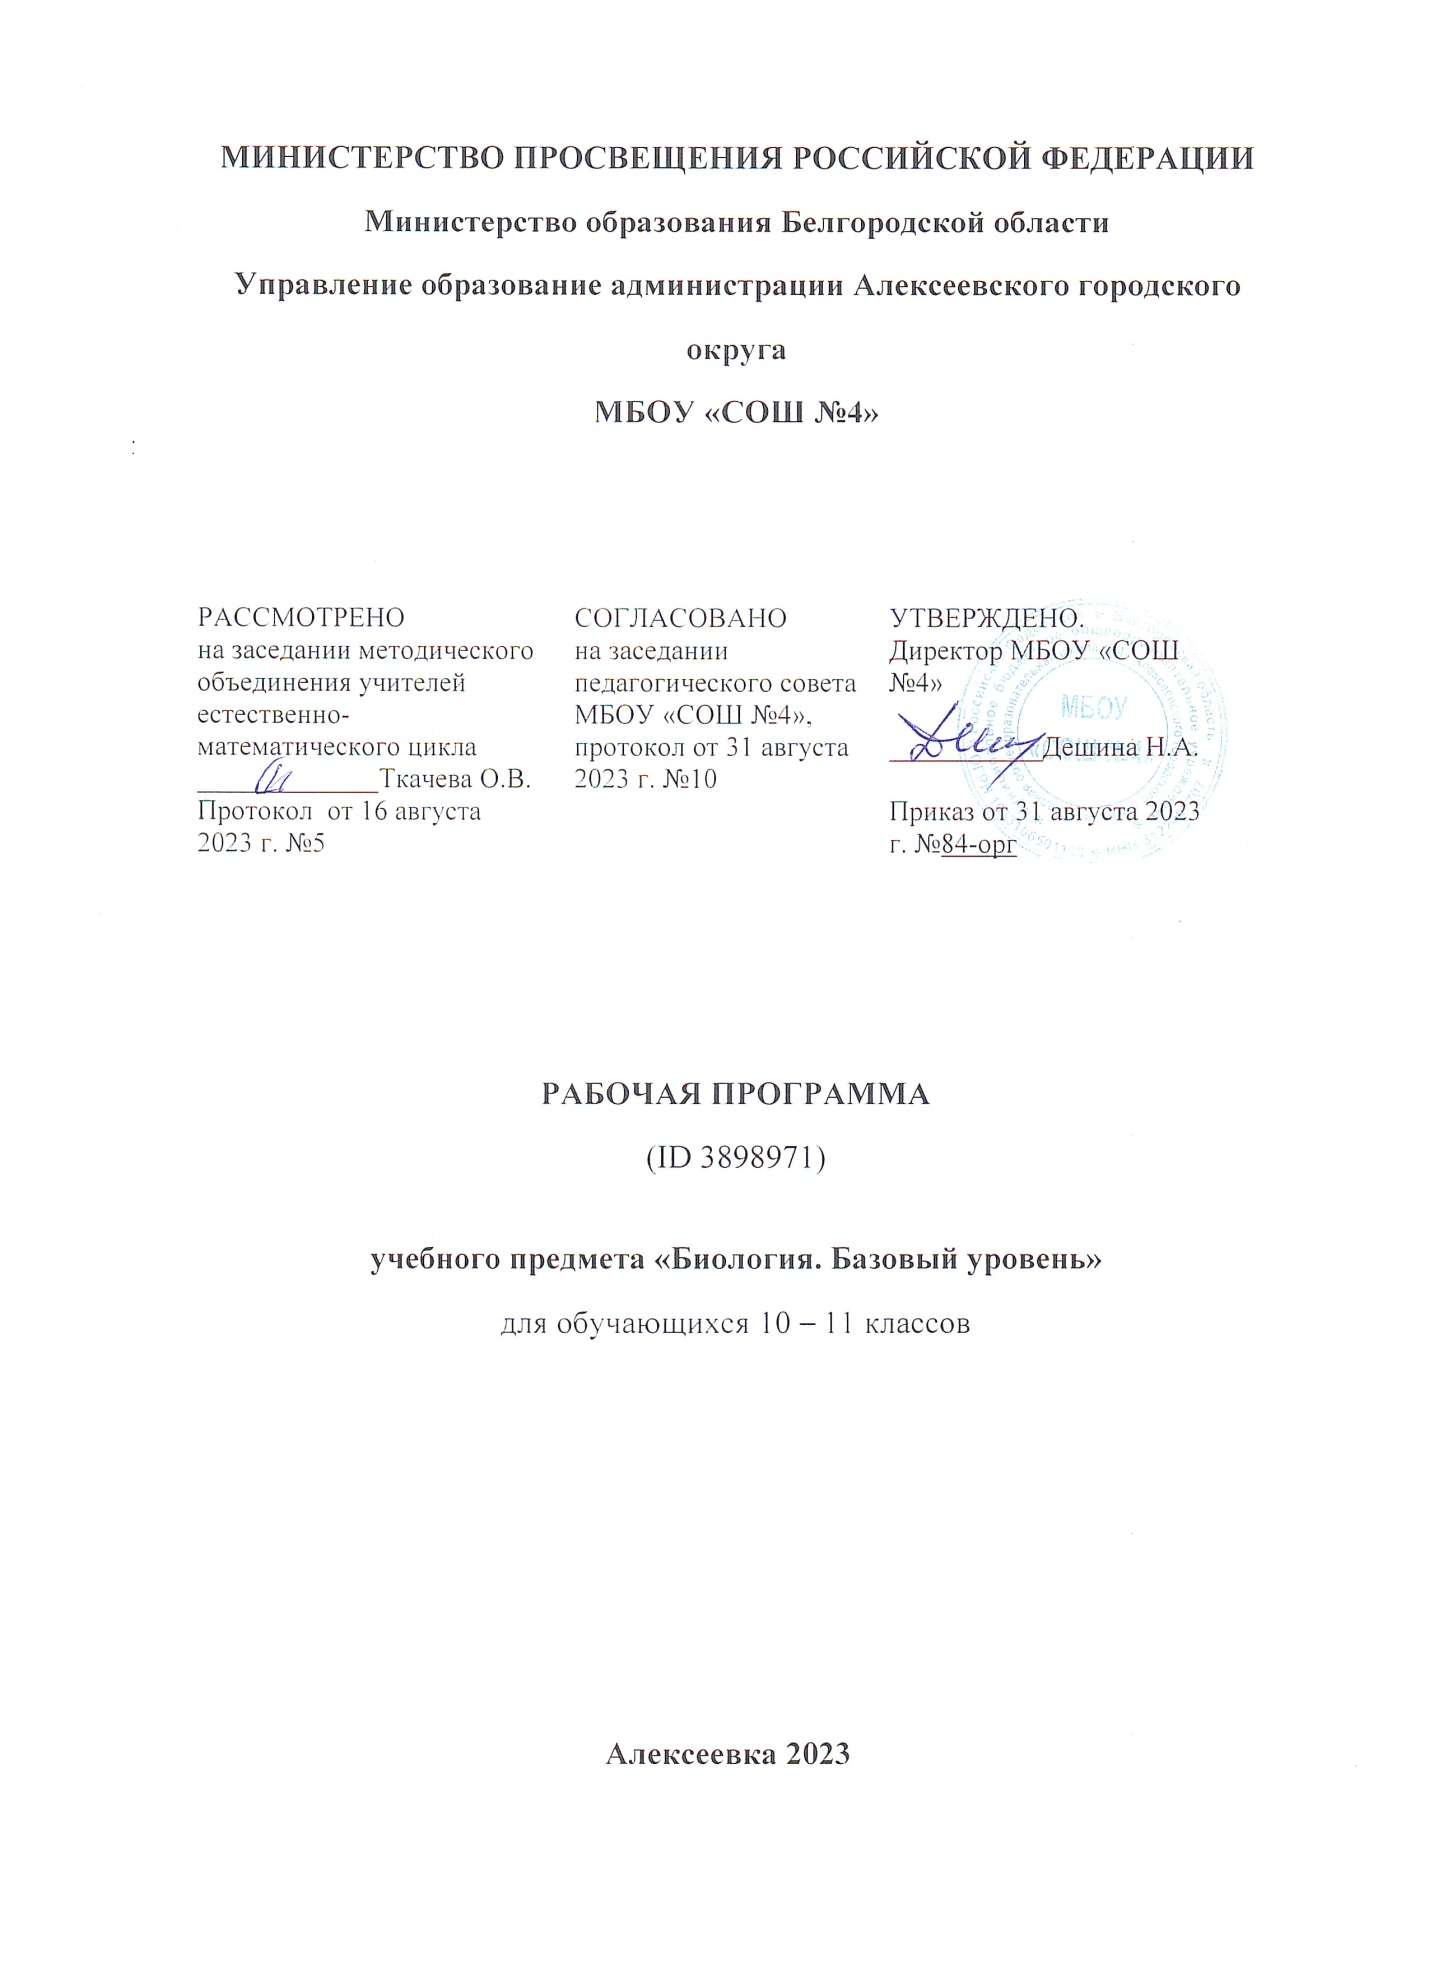 МИНИСТЕРСТВО ПРОСВЕЩЕНИЯ РОССИЙСКОЙ ФЕДЕРАЦИИ
Министерство образования Белгородской области
Управление образование администрации Алексеевского городского
округа
МБОУ «СОШ №4»
РАССМОТРЕНО
на заседании методического
объединения учителей
естественно-
математического цикла
Ткачева О.В.
Протокол от 16 августа
2023 г. №5
СОГЛАСОВАНО
на заседании
педагогического совета
МБОУ «СОШ №4»,
протокол от 31 августа
2023 г. №10
УТВЕРЖДЕНО.
Директор МБОУ «СОШ
№4»
Дешина Н.А.
Приказ от 31 августа 2023
г. №84-орг
МБОУ
РАБОЧАЯ ПРОГРАММА
(ID 3898971)
учебного предмета «Биология. Базовый уровень»
для обучающихся 10 – 11 классов
Алексеевка 2023